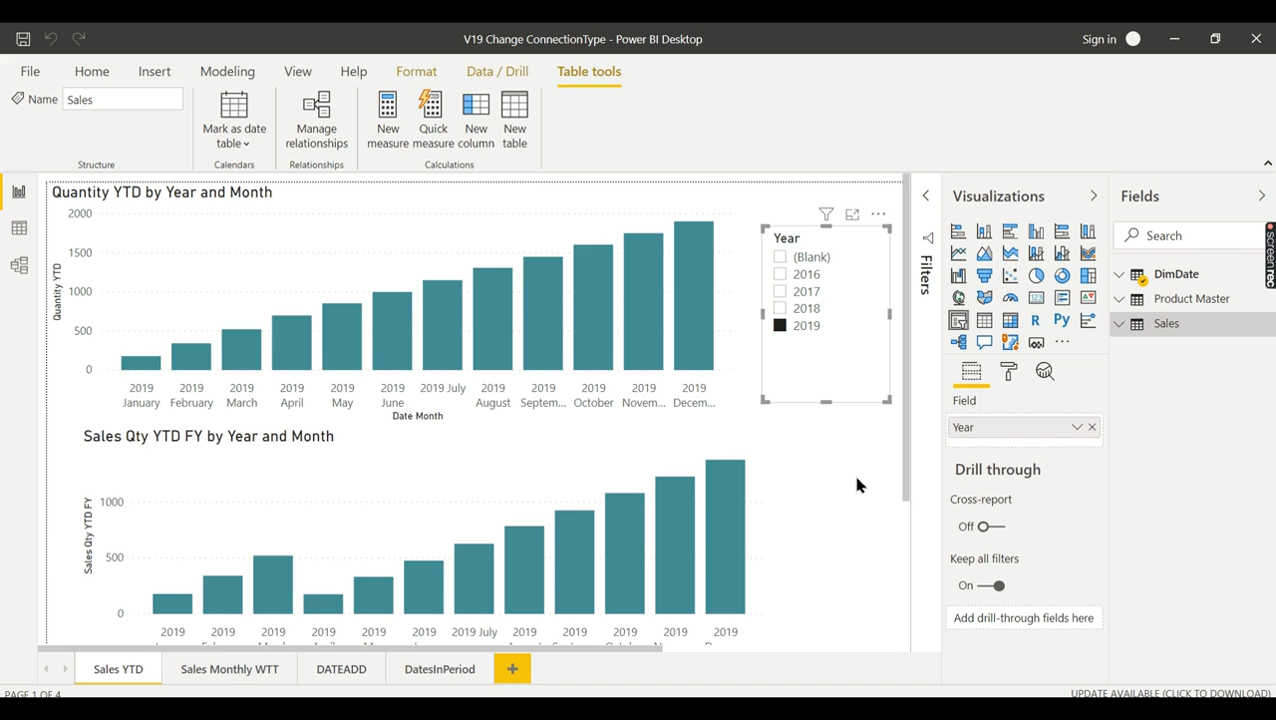 V19 Change ConnectionType - Power BI Desktop
Sign in
File Home Insert Modeling View Help Format Data / Drill Table tools
Name Sales
Mark as date table
Manage relationships
New measure
Quick measure
New column
New table
Structure Calendars Relationships Calculations
Quantity YTD by Year and Month
2000
1500
1000
500
0
Quantity YTD
2019 January
2019 February
2019 March
2019 April
2019 May
2019 June
2019 July
2019 August
2019 Septem...
2019 October
2019 Novem...
2019 Decem...
Date Month
Year
(Blank)
2016
2017
2018
2019
Sales Qty YTD FY by Year and Month
1000
500
0
Sales Qty YTD FY
2019 2019 2019 2019 2019 2019 2019 July 2019 2019 2019 2019 2019
Filters
Visualizations
R Py
Field
Year
Drill through
Cross-report
Off
Keep all filters
On
Add drill-through fields here
Fields
Search
DimDate
Product Master
Sales
Screenrec
Sales YTD
Sales Monthly WTT
DATEADD
DatesInPeriod
PAGE 1 OF 4
UPDATE AVAILABLE (CLICK TO DOWNLOAD)